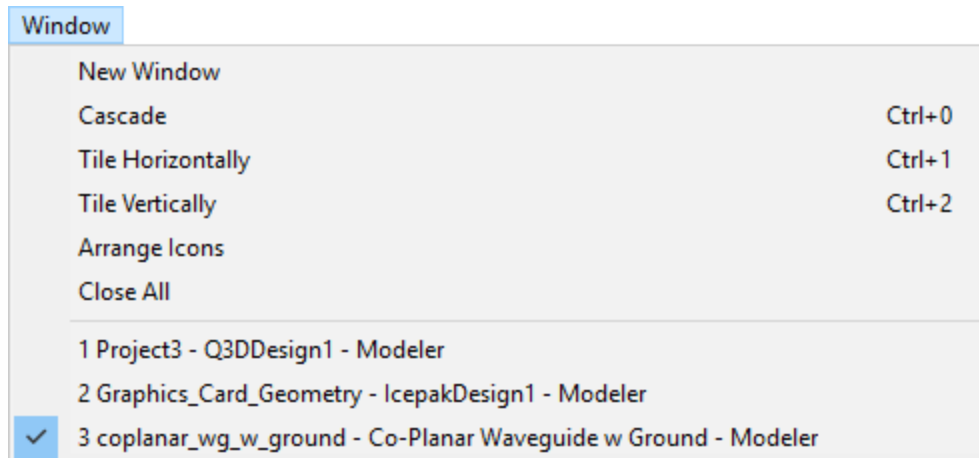 Window
New Window
Cascade Ctrl+0
Tile Horizontally Ctrl+1
Tile Vertically Ctrl+2
Arrange Icons
Close All
1 Project3 - Q3DDesign1 - Modeler
2 Graphics_Card_Geometry - IcepakDesign1 - Modeler
3 coplanar_wg_w_ground - Co-Planar Waveguide w Ground - Modeler